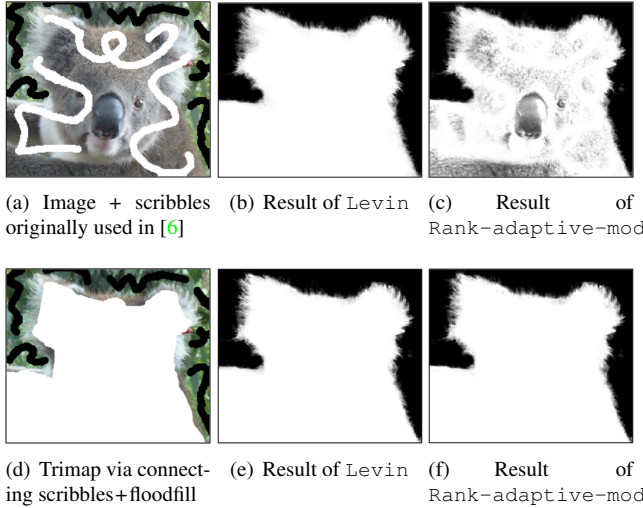 (a) Image + scribbles
originally used in [6]
(b) Result of Levin
(c) Result of
Rank-adaptive-mod
(d) Trimap via connect-
ing scribbles+floodfill
(e) Result of Levin
(f) Result of
Rank-adaptive-mod